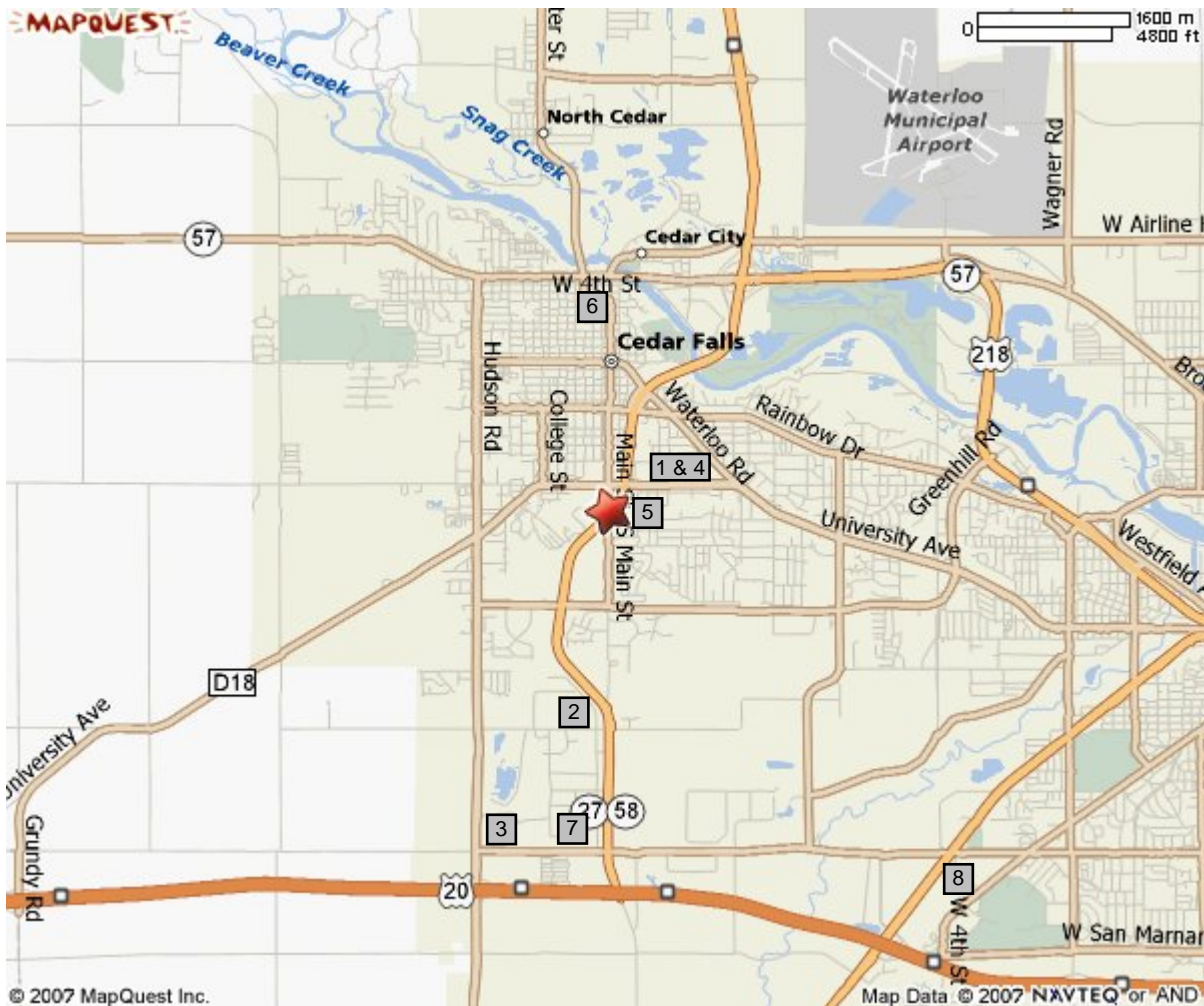 MAPQUEST
0
1600 m
4800 ft
Beaver Creek
Snag Creek
North Cedar
Waterloo
Municipal
Airport
Wagner Rd
57
Cedar City
W Airline
W 4th St
57
6
Cedar Falls
218
Hudson Rd
College St
Main S
Waterloo Rd
Rainbow Dr
1 & 4
Greenhill Rd
5
University Ave
S Main St
Westfield
D18
2
University Ave
27
58
3
7
Grundy Rd
20
8
W 4th St
W San Marnan
© 2007 MapQuest Inc.
Map Data © 2007 NAVTEQ or AND